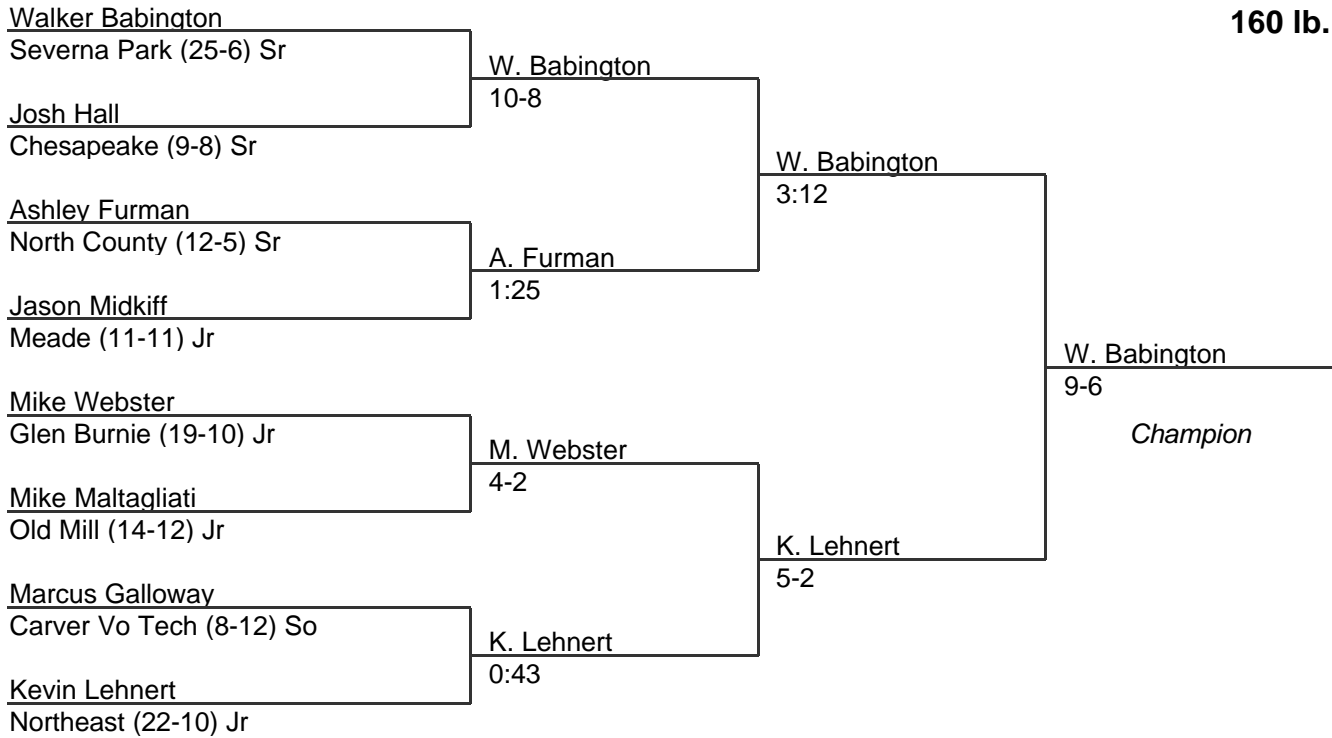 160 lb.
Walker Babington
Severna Park (25-6) Sr
W. Babington
10-8
Josh Hall
Chesapeake (9-8) Sr
W. Babington
3:12
Ashley Furman
North County (12-5) Sr
A. Furman
1:25
Jason Midkiff
Meade (11-11) Jr
W. Babington
9-6
Champion
Mike Webster
Glen Burnie (19-10) Jr
M. Webster
4-2
Mike Maltagliati
Old Mill (14-12) Jr
K. Lehnert
5-2
Marcus Galloway
Carver Vo Tech (8-12) So
K. Lehnert
0:43
Kevin Lehnert
Northeast (22-10) Jr